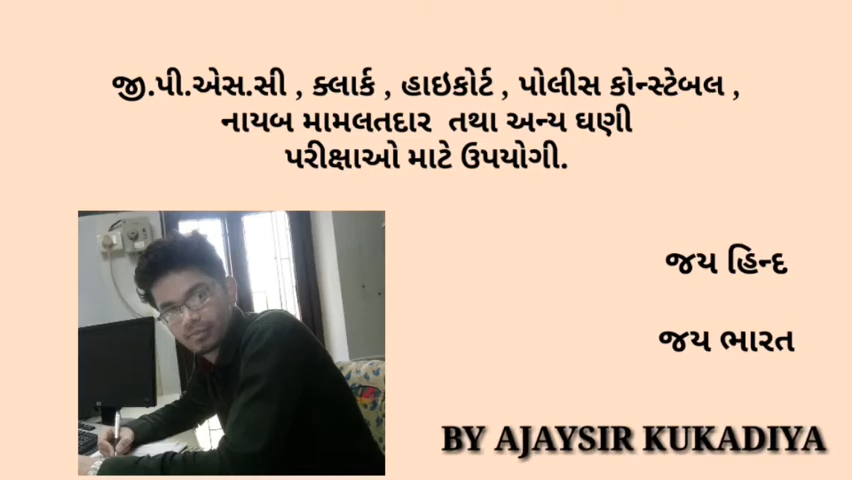 જી.પી.એસ.સી , ક્લાર્ક , હાઇકોર્ટ , પોલીસ કોન્સ્ટેબલ ,
નાયબ મામલતદાર તથા અન્ય ઘણી
પરીક્ષાઓ માટે ઉપયોગી.
જય હિન્દ
જય ભારત
BY AJAYSIR KUKADIYA